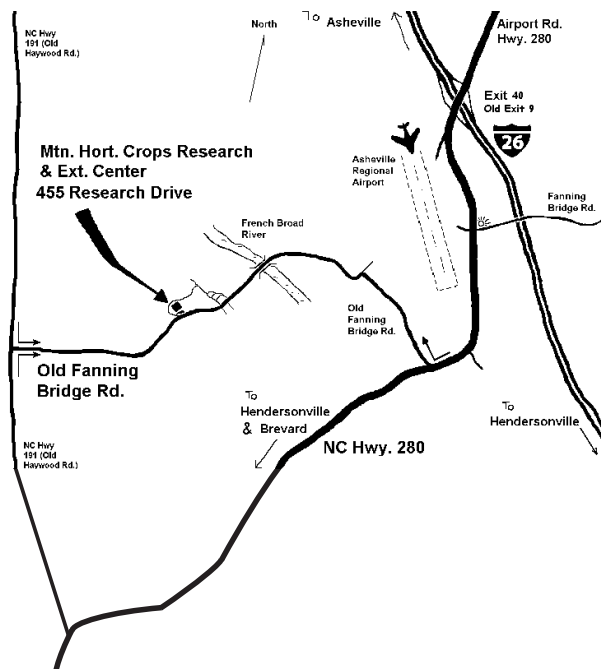 NC Hwy
191 (Old
Haywood Rd.)
North
To Asheville
Airport Rd.
Hwy. 280
Exit 40
Old Exit 9
26
Mtn. Hort. Crops Research
& Ext. Center
455 Research Drive
Asheville
Regional
Airport
Fanning
Bridge Rd.
French Broad
River
Old
Fanning
Bridge Rd.
Old Fanning
Bridge Rd.
To
Hendersonville
& Brevard
To
Hendersonville
NC Hwy. 280
NC Hwy
191 (Old
Haywood Rd.)